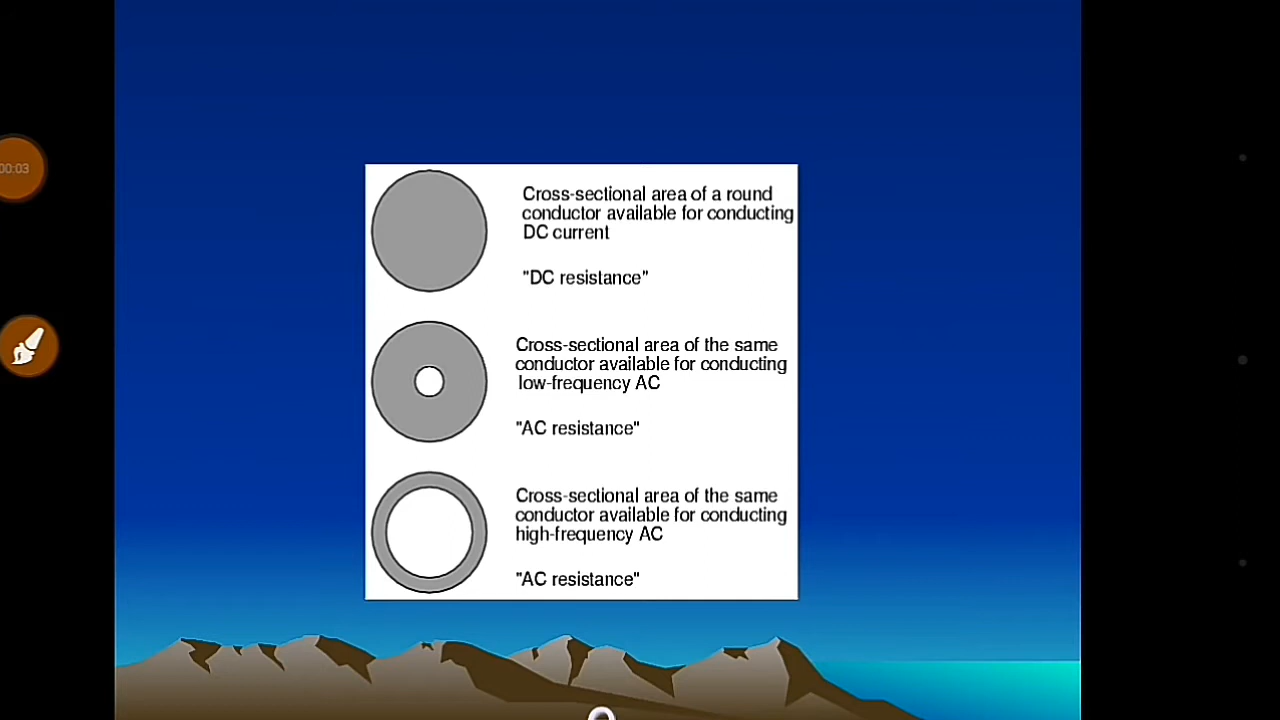 00:03
Cross-sectional area of a round
conductor available for conducting
DC current
"DC resistance"
Cross-sectional area of the same
conductor available for conducting
low-frequency AC
"AC resistance"
Cross-sectional area of the same
conductor available for conducting
high-frequency AC
"AC resistance"